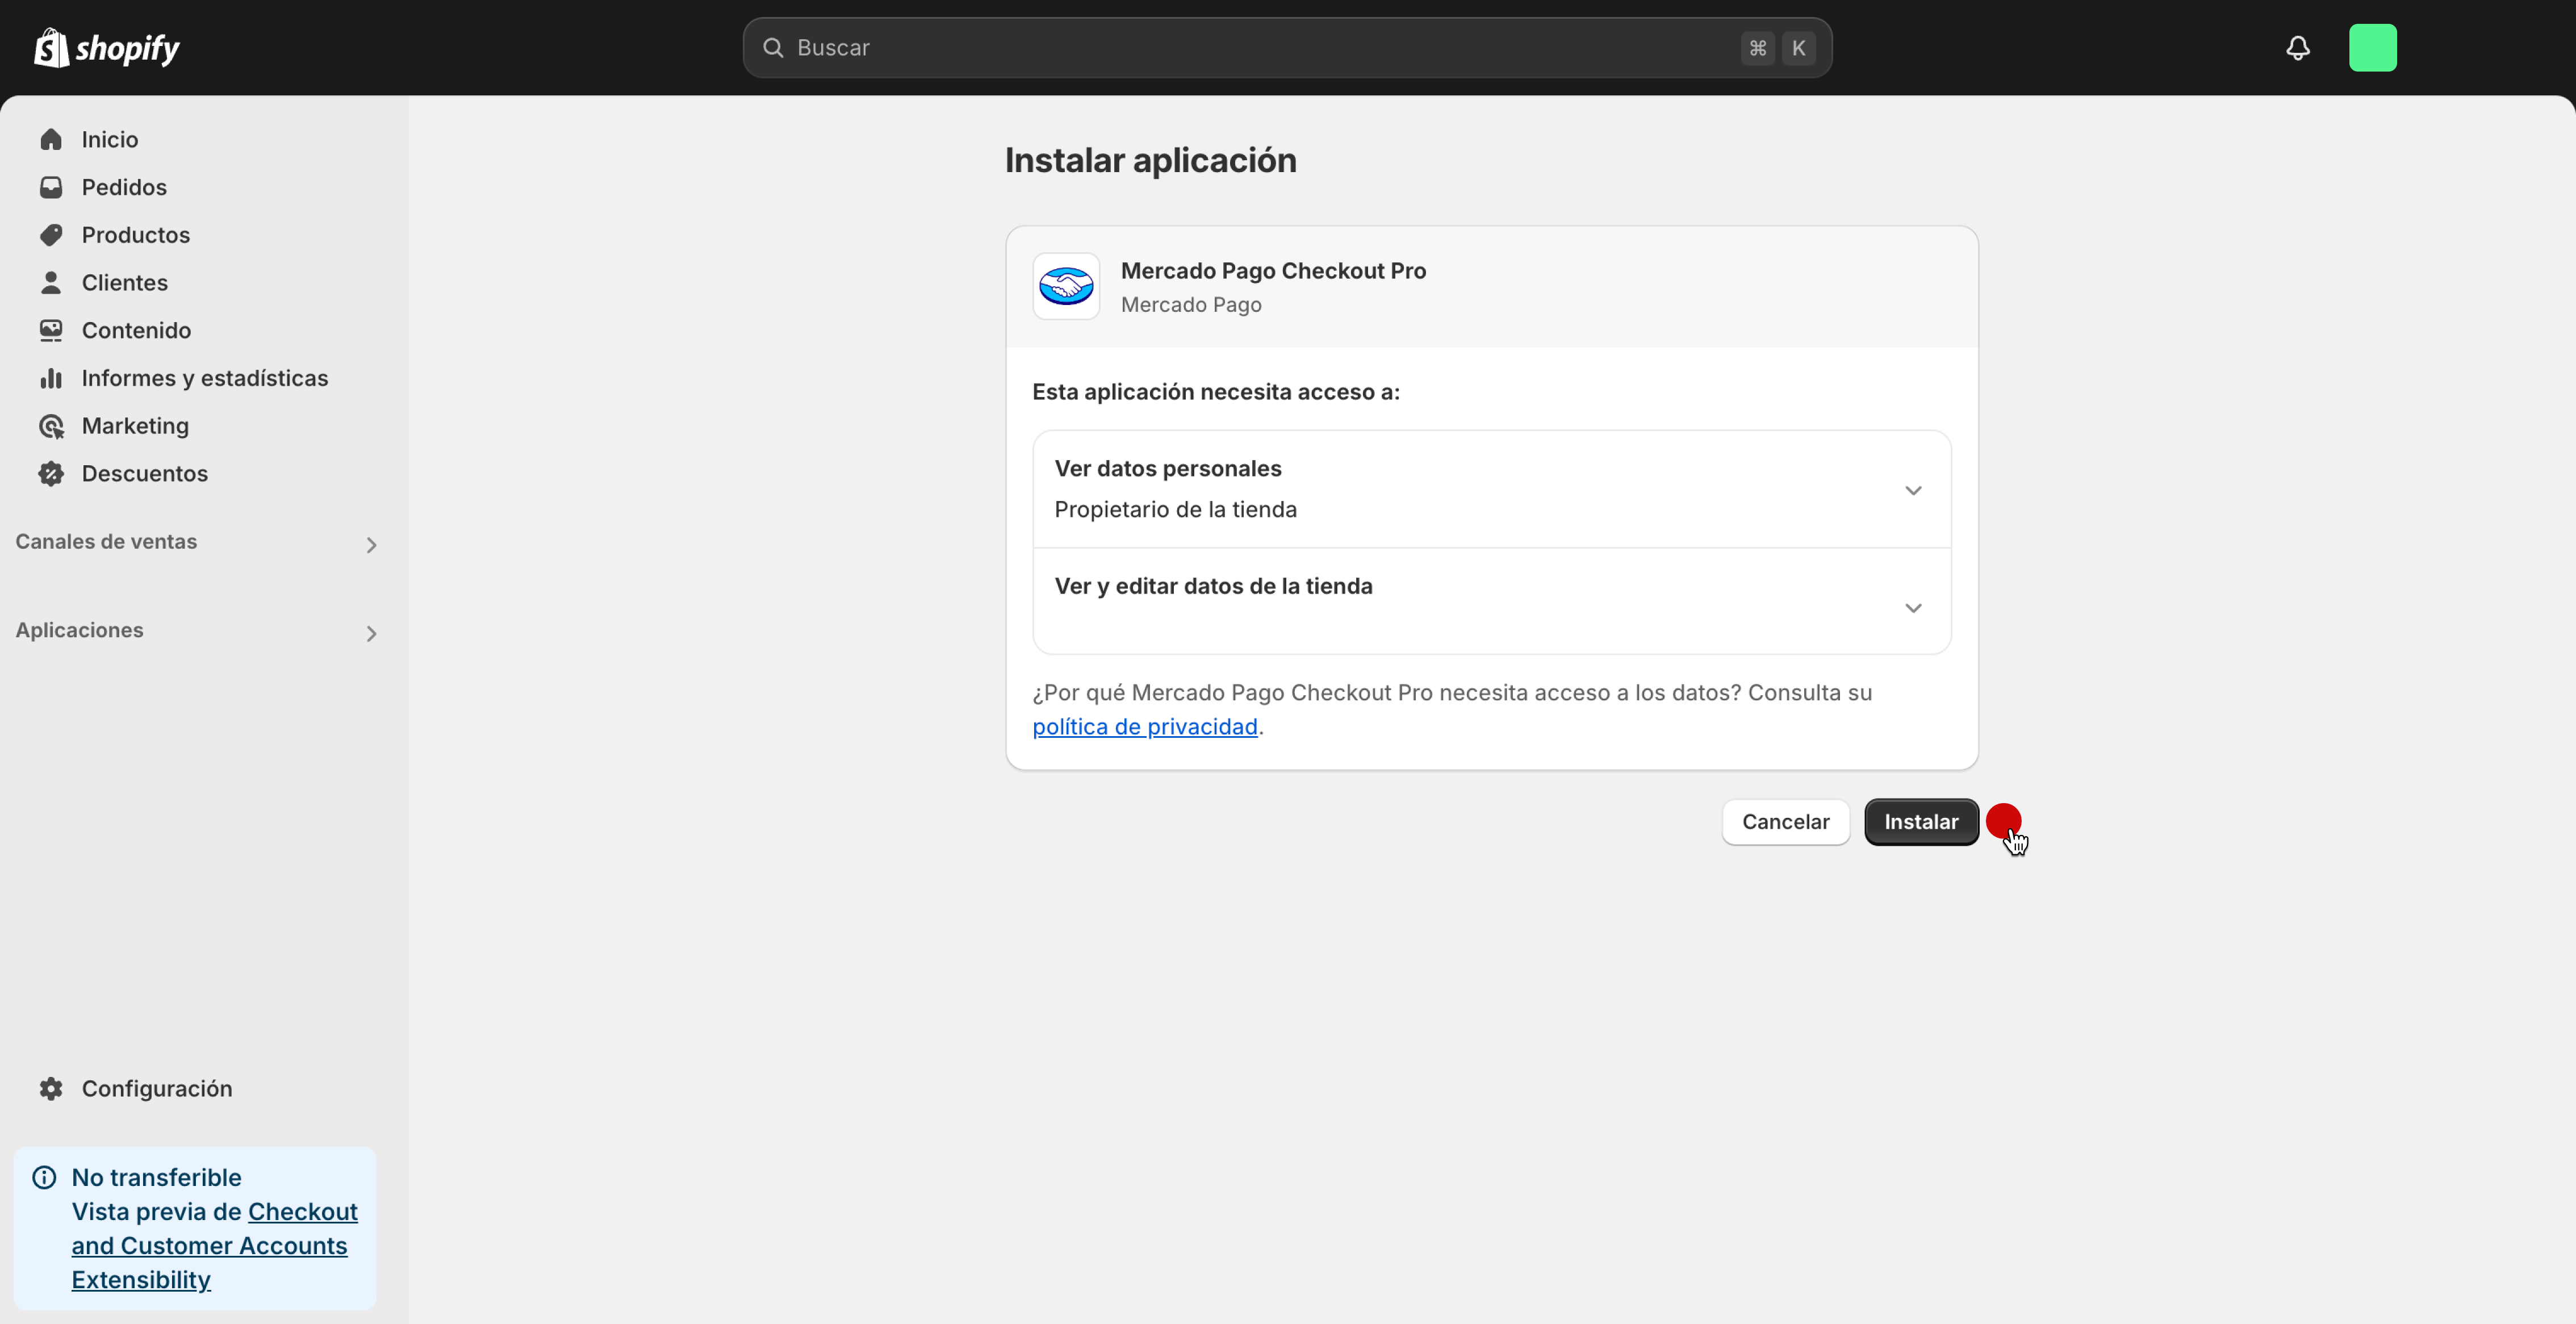 shopify
Buscar
⌘ K
Inicio
Pedidos
Productos
Clientes
Contenido
Informes y estadísticas
Marketing
Descuentos
Canales de ventas
Aplicaciones
Configuración
No transferible
Vista previa de Checkout
and Customer Accounts
Extensibility
Instalar aplicación
Mercado Pago Checkout Pro
Mercado Pago
Esta aplicación necesita acceso a:
Ver datos personales
Propietario de la tienda
Ver y editar datos de la tienda
¿Por qué Mercado Pago Checkout Pro necesita acceso a los datos? Consulta su
política de privacidad.
Cancelar
Instalar